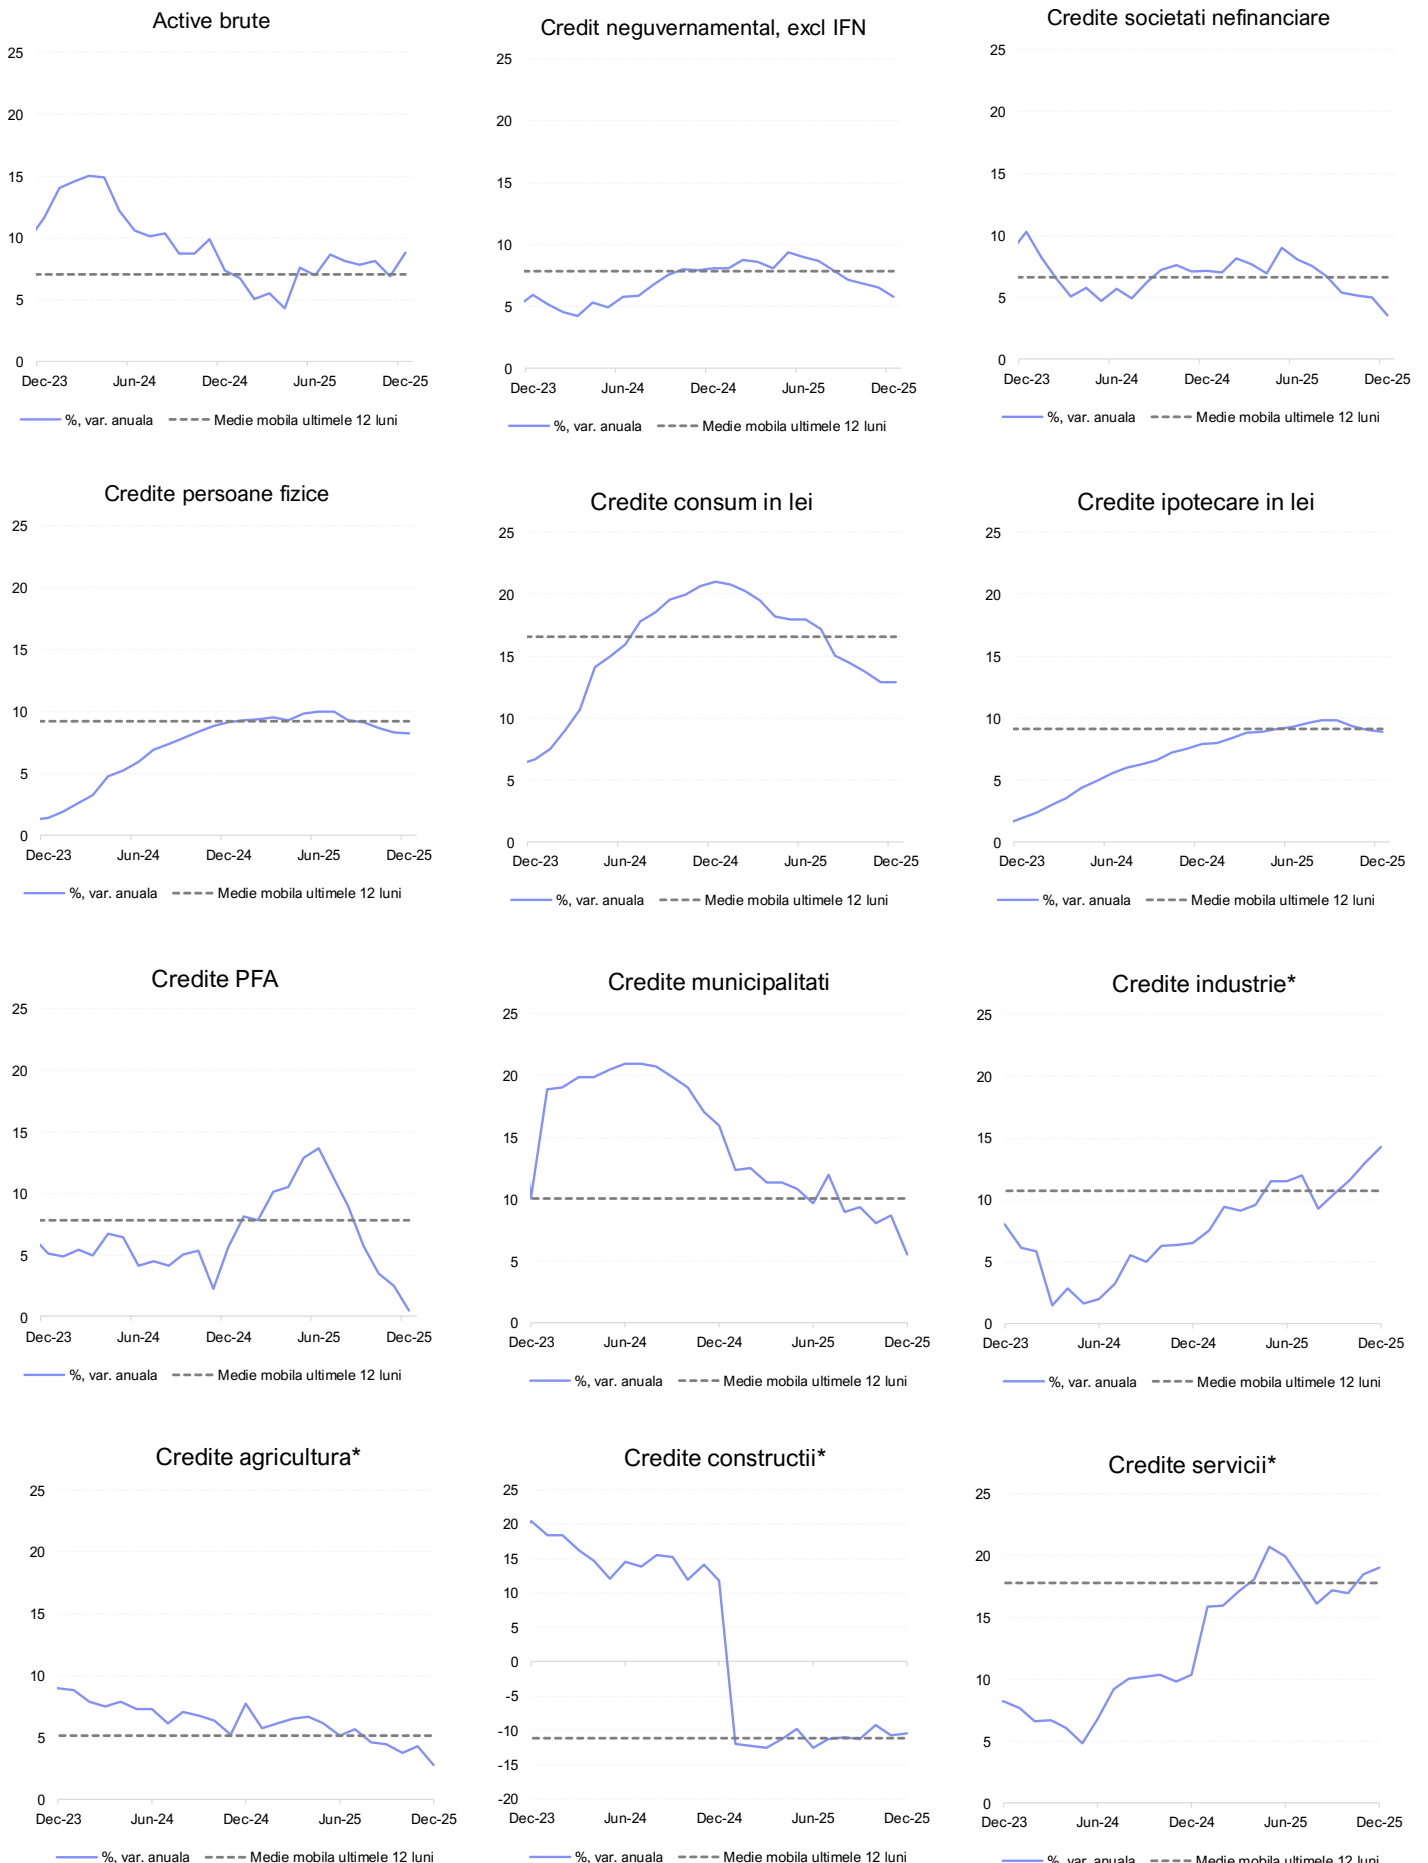 Active brute
25
20
15
10
5
0
Dec-23 Jun-24 Dec-24 Jun-25 Dec-25
%, var. anuala Medie mobila ultimele 12 luni
Credit neguvernamental, excl IFN
25
20
15
10
5
0
Dec-23 Jun-24 Dec-24 Jun-25 Dec-25
%, var. anuala Medie mobila ultimele 12 luni
Credite societati nefinanciare
25
20
15
10
5
0
Dec-23 Jun-24 Dec-24 Jun-25 Dec-25
%, var. anuala Medie mobila ultimele 12 luni
Credite persoane fizice
25
20
15
10
5
0
Dec-23 Jun-24 Dec-24 Jun-25 Dec-25
%, var. anuala Medie mobila ultimele 12 luni
Credite consum in lei
25
20
15
10
5
0
Dec-23 Jun-24 Dec-24 Jun-25 Dec-25
%, var. anuala Medie mobila ultimele 12 luni
Credite ipotecare in lei
25
20
15
10
5
0
Dec-23 Jun-24 Dec-24 Jun-25 Dec-25
%, var. anuala Medie mobila ultimele 12 luni
Credite PFA
25
20
15
10
5
0
Dec-23 Jun-24 Dec-24 Jun-25 Dec-25
%, var. anuala Medie mobila ultimele 12 luni
Credite municipalitati
25
20
15
10
5
0
Dec-23 Jun-24 Dec-24 Jun-25 Dec-25
%, var. anuala Medie mobila ultimele 12 luni
Credite industrie*
25
20
15
10
5
0
Dec-23 Jun-24 Dec-24 Jun-25 Dec-25
%, var. anuala Medie mobila ultimele 12 luni
Credite agricultura*
25
20
15
10
5
0
Dec-23 Jun-24 Dec-24 Jun-25 Dec-25
%, var. anuala Medie mobila ultimele 12 luni
Credite constructii*
25
20
15
10
5
0
-5
-10
-15
-20
Dec-23 Jun-24 Dec-24 Jun-25 Dec-25
%, var. anuala Medie mobila ultimele 12 luni
Credite servicii*
25
20
15
10
5
0
Dec-23 Jun-24 Dec-24 Jun-25 Dec-25
%, var. anuala Medie mobila ultimele 12 luni